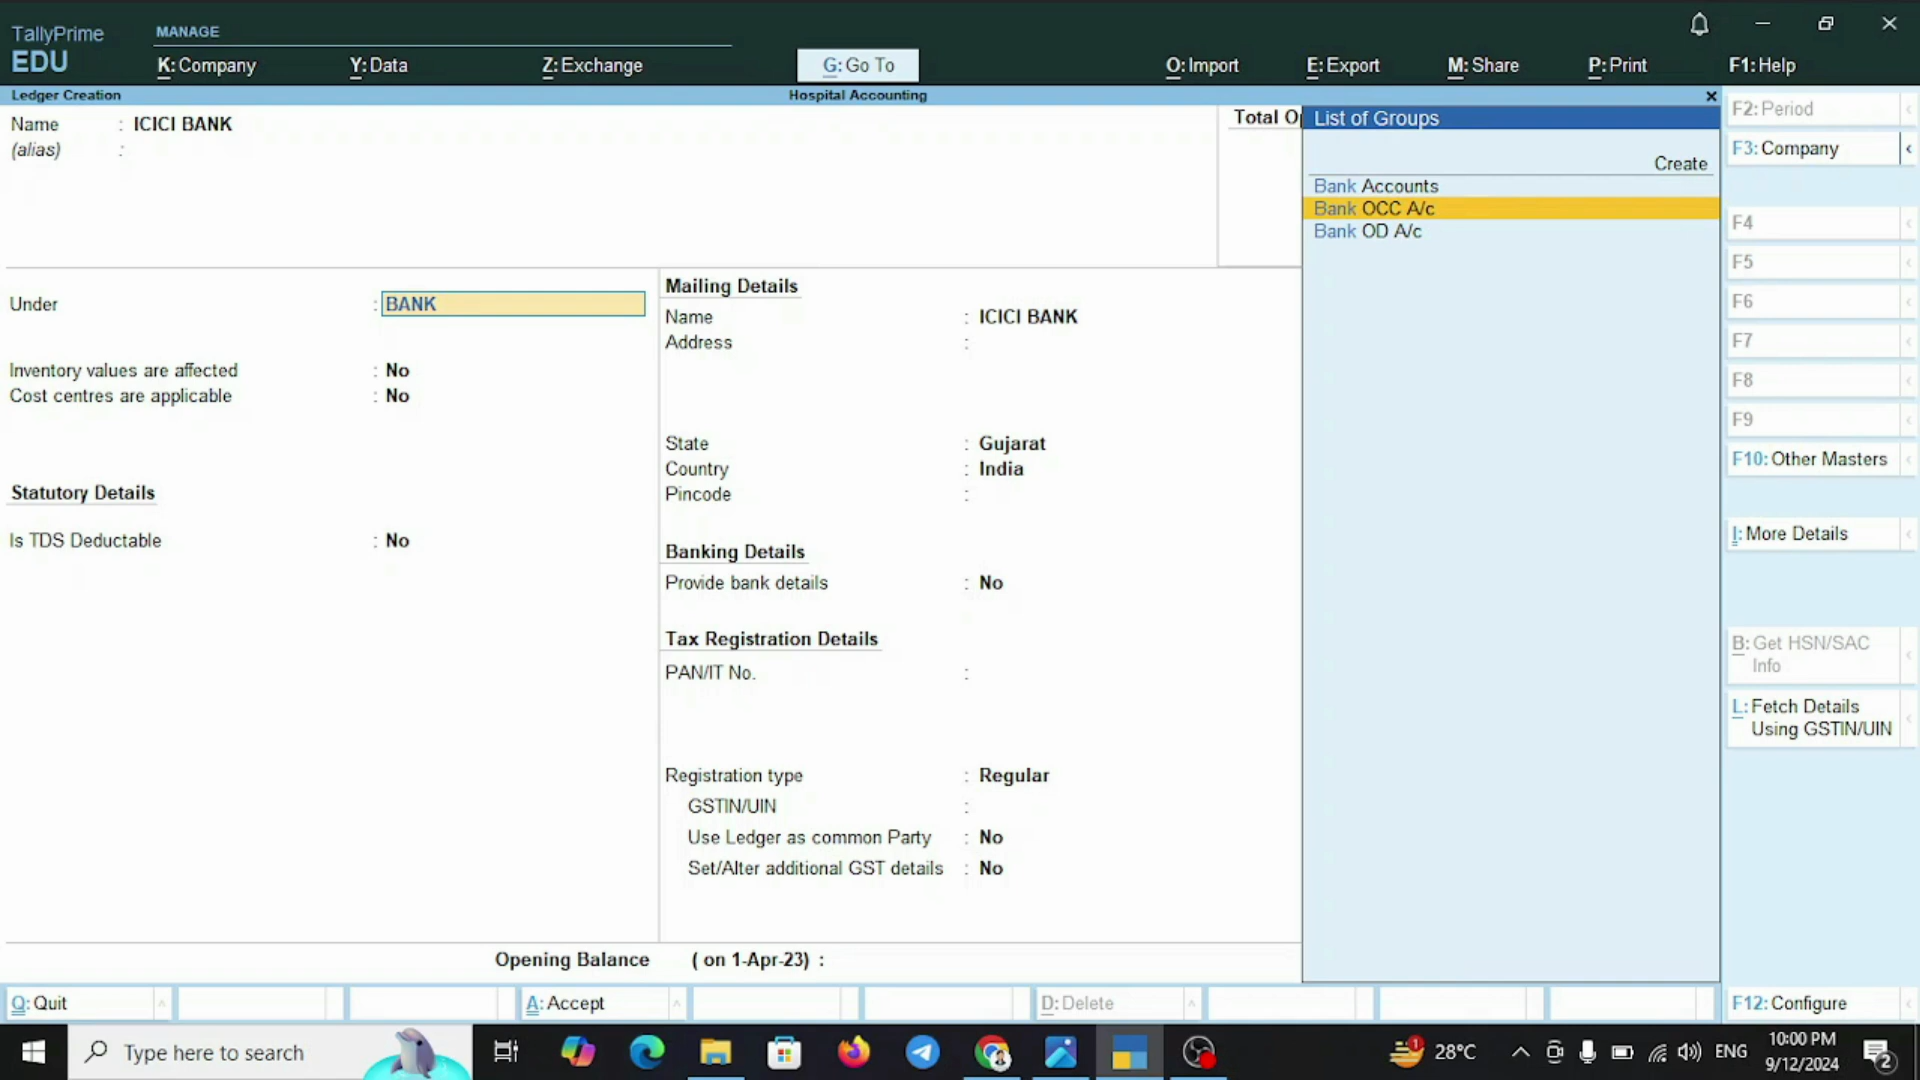 TallyPrime
EDU
MANAGE
K: Company
Y: Data
Z: Exchange
G: Go To
O: Import
E: Export
M: Share
P: Print
F1: Help
Ledger Creation
Hospital Accounting
Name : ICICI BANK
(alias) :
Total Op
List of Groups
Create
Bank Accounts
Bank OCC A/c
Bank OD A/c
Under : BANK
Inventory values are affected : No
Cost centres are applicable : No
Statutory Details
Is TDS Deductable : No
Mailing Details
Name : ICICI BANK
Address :
State : Gujarat
Country : India
Pincode :
Banking Details
Provide bank details : No
Tax Registration Details
PAN/IT No. :
Registration type : Regular
GSTIN/UIN :
Use Ledger as common Party : No
Set/Alter additional GST details : No
Opening Balance ( on 1-Apr-23) :
F2: Period
F3: Company
F4
F5
F6
F7
F8
F9
F10: Other Masters
I: More Details
B: Get HSN/SAC
Info
L: Fetch Details
Using GSTIN/UIN
Q: Quit
A: Accept
D: Delete
F12: Configure
Type here to search
1
28°C
ENG
10:00 PM
9/12/2024
2